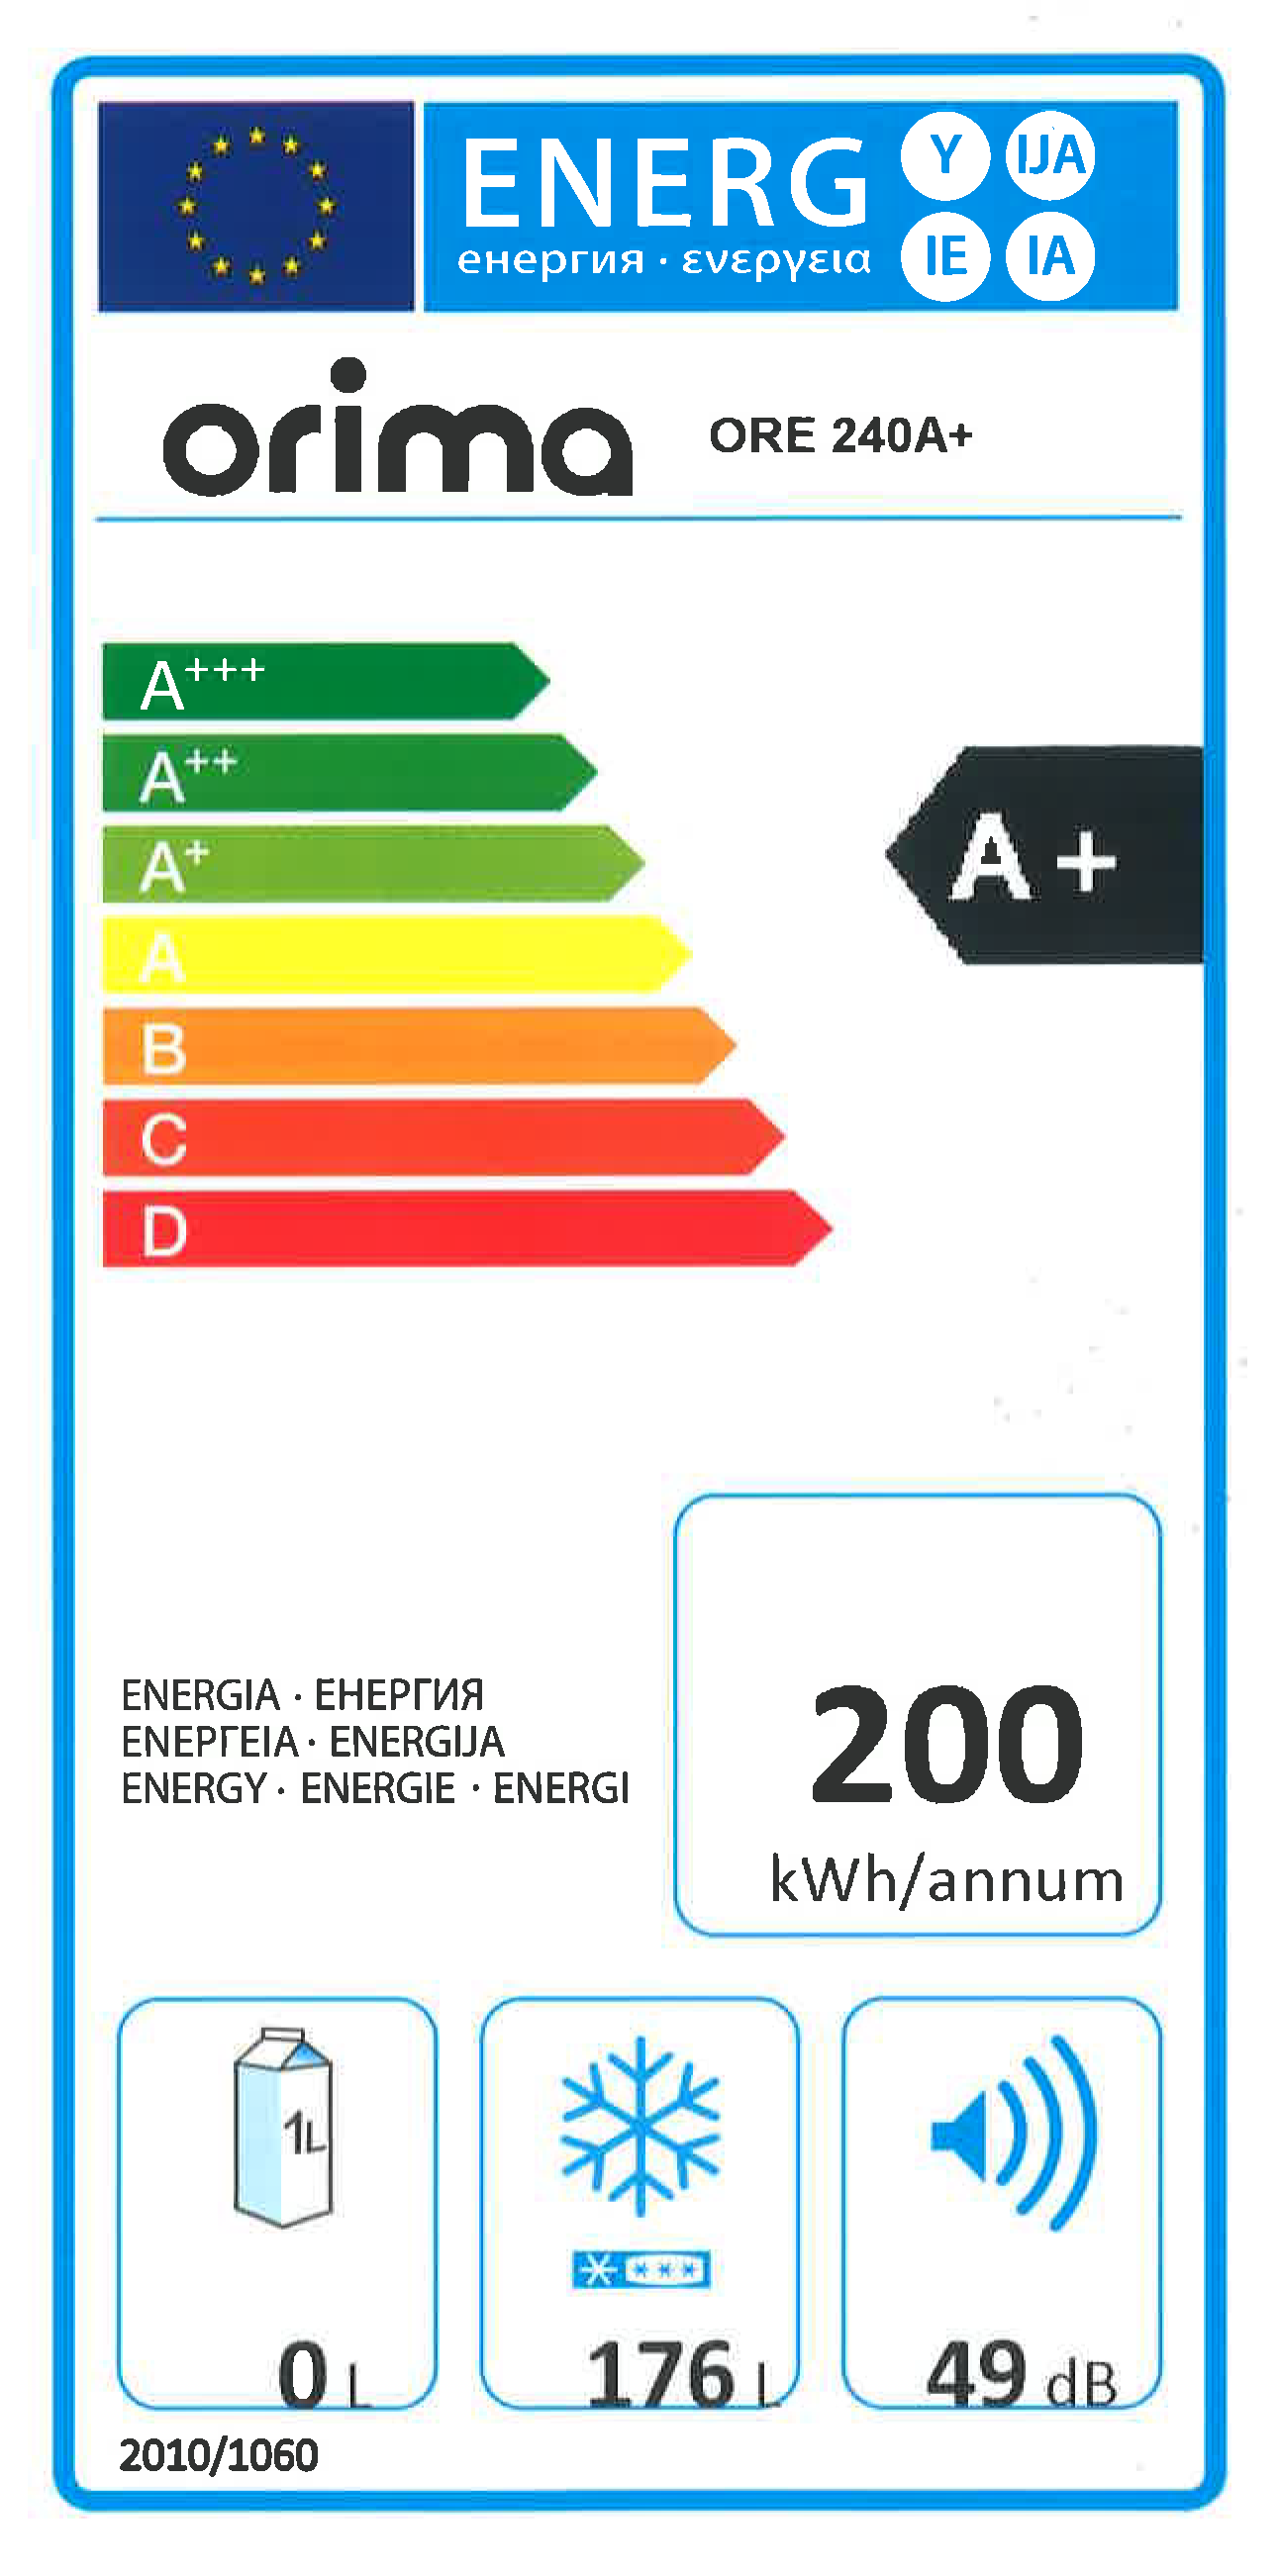 ENERG Y IJA
енергия · ενεργεια IE IA
orima ORE 240A+
A+++
A++
A+
A+
A
B
C
D
ENERGIA · ЕНЕРГИЯ
ΕΝΕΡΓΕΙΑ · ENERGIJA
ENERGY · ENERGIE · ENERGI
200
kWh/annum
1L
0 L
176 L
49 dB
2010/1060